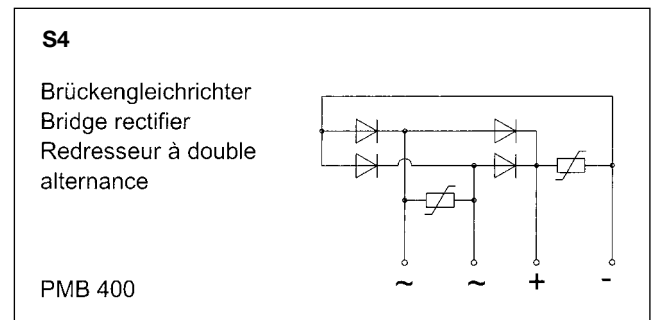 S4
Brückengleichrichter
Bridge rectifier
Redresseur à double
alternance
PMB 400
~ ~ + -